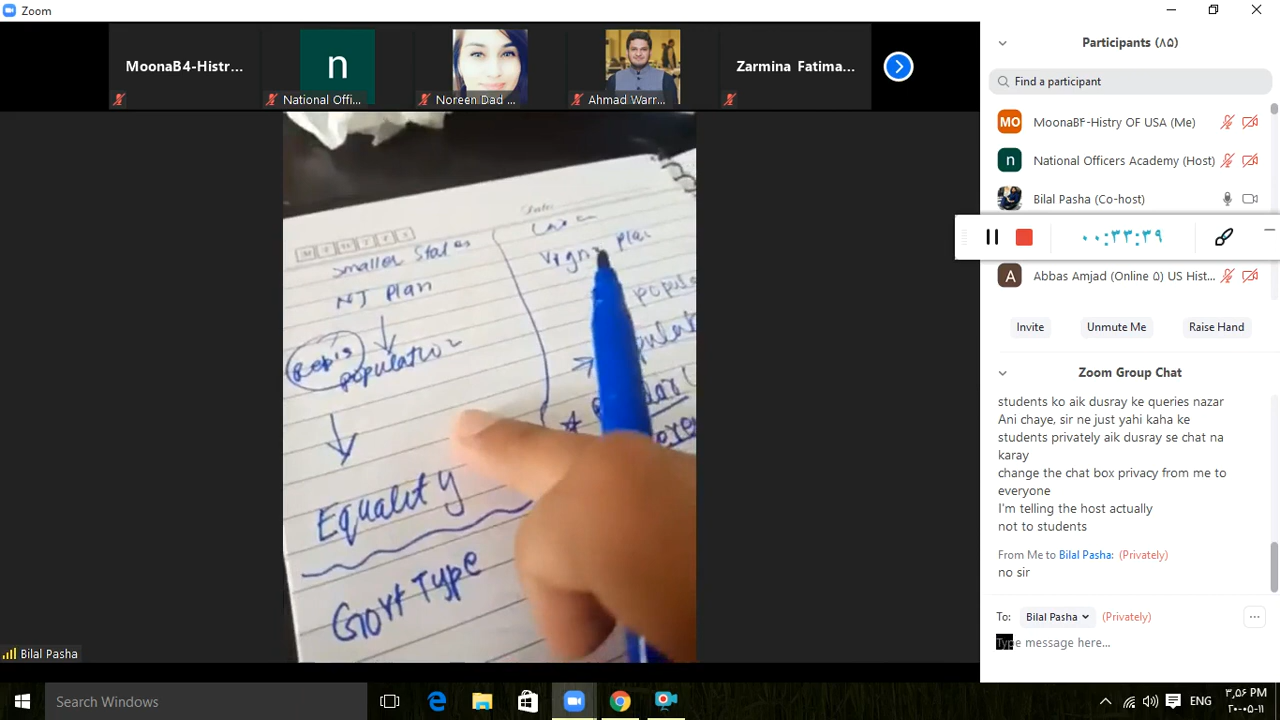 Zoom
MoonaB4-Histr...
n
National Offi...
Noreen Dad ...
Ahmad Warr...
Zarmina Fatima...
Smaller States
NJ Plan
population
Equality
Govt Type
Plan
Bilal Pasha
Participants (۸۵)
Find a participant
MO
MoonaB۴-Histry OF USA (Me)
n
National Officers Academy (Host)
Bilal Pasha (Co-host)
۰۰:۳۳:۳۹
A
Abbas Amjad (Online ۵) US Hist...
Invite
Unmute Me
Raise Hand
Zoom Group Chat
students ko aik dusray ke queries nazar
Ani chaye, sir ne just yahi kaha ke
students privately aik dusray se chat na
karay
change the chat box privacy from me to
everyone
I'm telling the host actually
not to students
From Me to Bilal Pasha: (Privately)
no sir
To: Bilal Pasha (Privately)
Type message here...
Search Windows
ENG
۳:۵۶ PM
۲۰۰۰-۰۵-۱۱